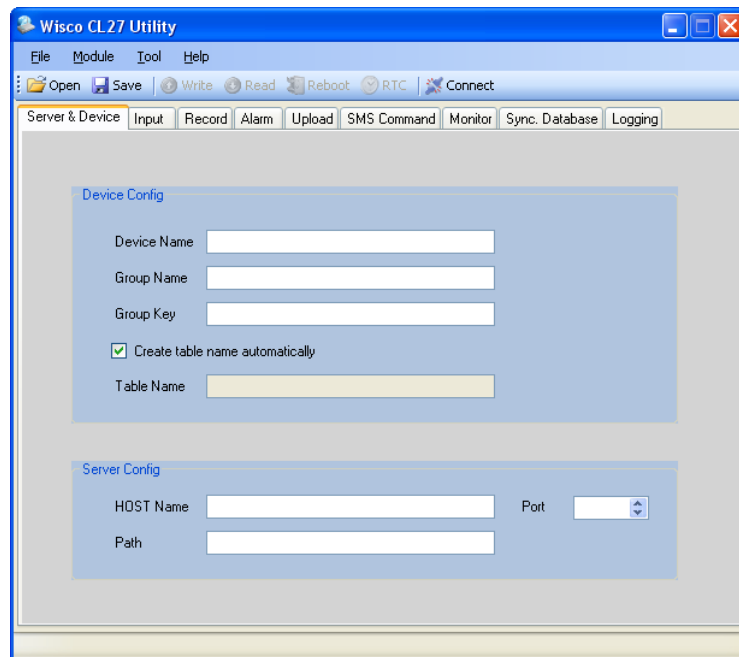 Wisco CL27 Utility
File Module Tool Help
Open Save Write Read Reboot RTC Connect
Server & Device Input Record Alarm Upload SMS Command Monitor Sync. Database Logging
Device Config
Device Name
Group Name
Group Key
Create table name automatically
Table Name
Server Config
HOST Name Port
Path